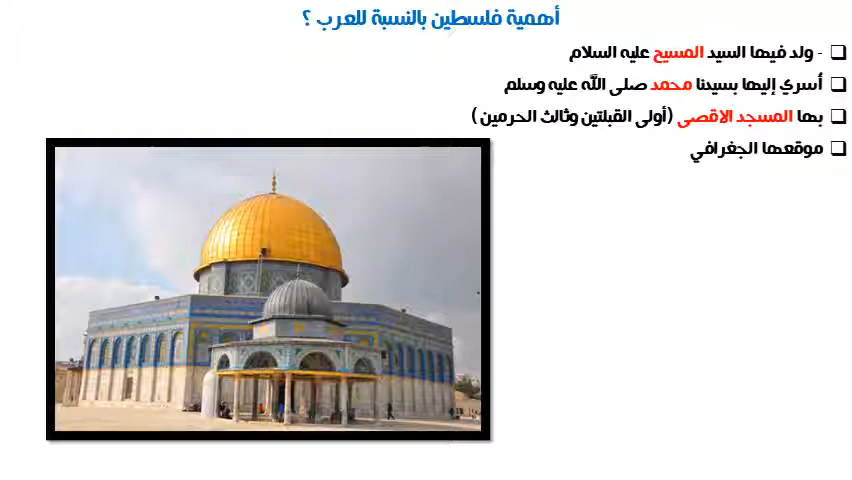 أهمية فلسطين بالنسبة للعرب ؟
- ولد فيها السيد المسيح عليه السلام
أسري إليها بسيدنا محمد صلى الله عليه وسلم
بها المسجد الاقصى (أولى القبلتين وثالث الحرمين )
موقعها الجغرافي